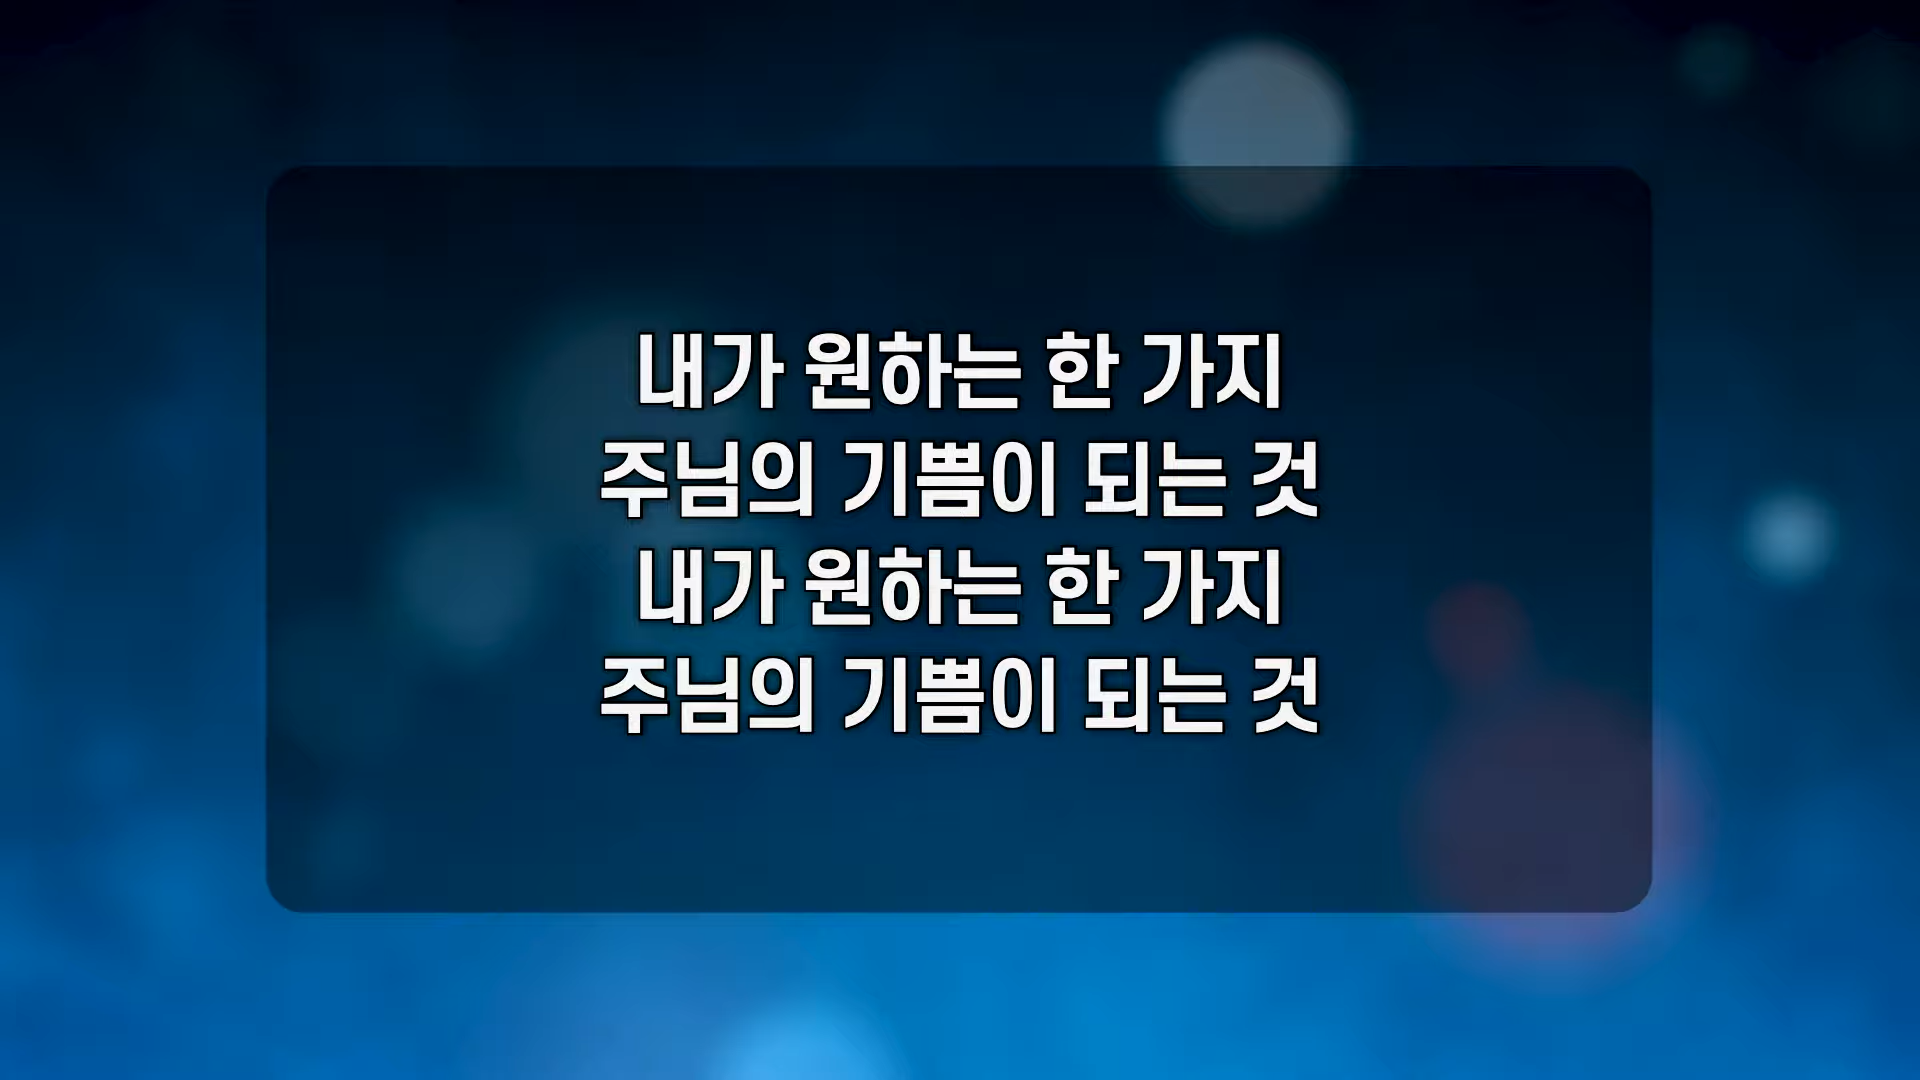 내가 원하는 한 가지
주님의 기쁨이 되는 것
내가 원하는 한 가지
주님의 기쁨이 되는 것